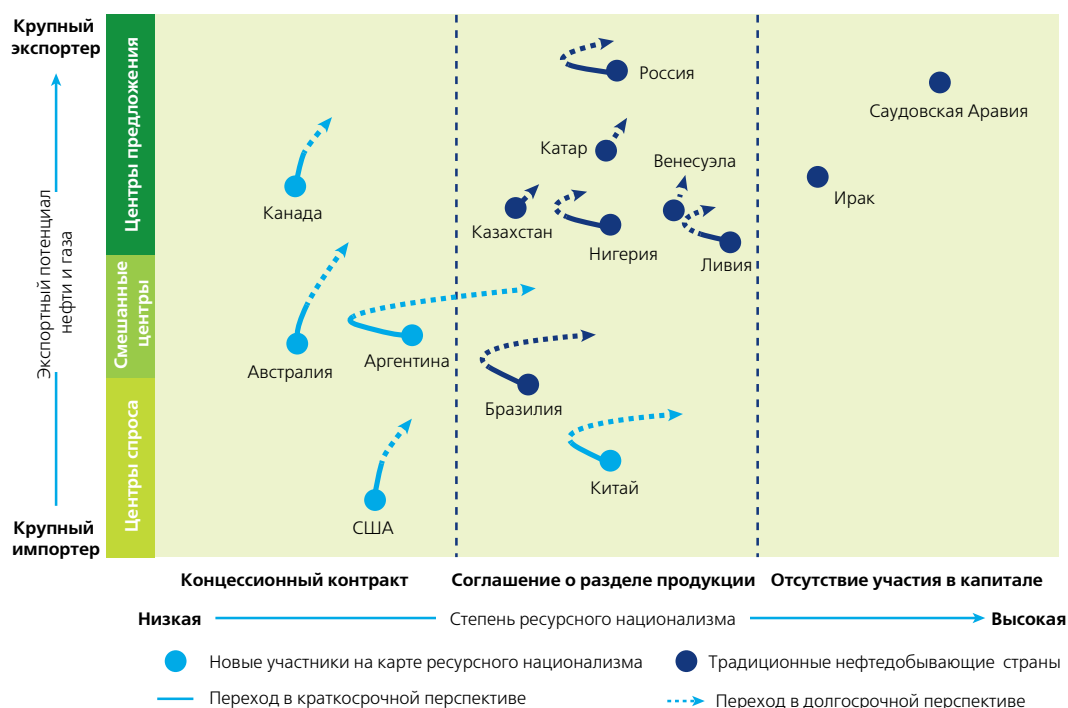 Крупный
экспортер
Экспортный потенциал
нефти и газа
Крупный
импортер
Центры предложения
Смешанные
центры
Центры спроса
Россия
Саудовская Аравия
Катар
Венесуэла
Канада
Казахстан
Нигерия
Ливия
Ирак
Австралия
Аргентина
Бразилия
Китай
США
Концессионный контракт
Соглашение о разделе продукции
Отсутствие участия в капитале
Низкая
Степень ресурсного национализма
Высокая
Новые участники на карте ресурсного национализма
Традиционные нефтедобывающие страны
Переход в краткосрочной перспективе
Переход в долгосрочной перспективе